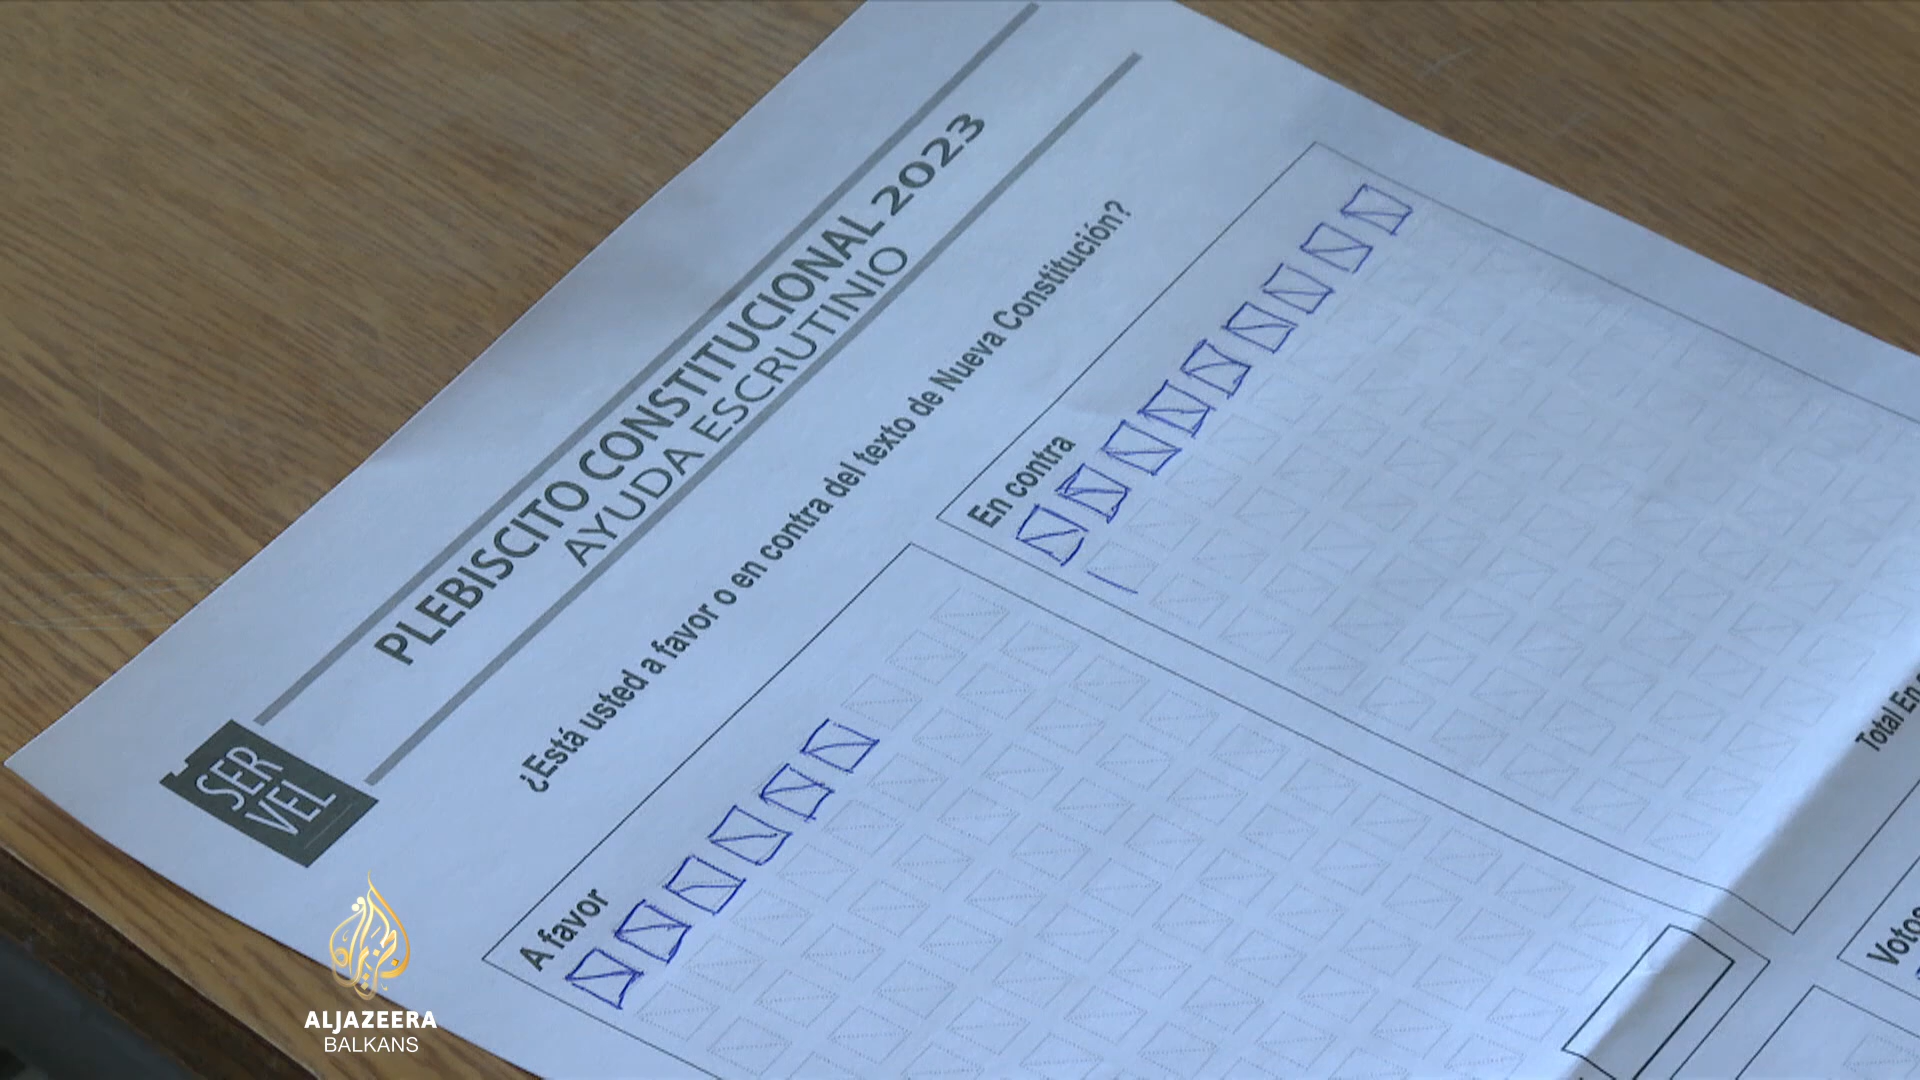 SER
VEL
PLEBISCITO CONSTITUCIONAL 2023
AYUDA ESCRUTINIO
¿Está usted a favor o en contra del texto de Nueva Constitución?
A favor
En contra
Total En
Votos
ALJAZEERA
BALKANS